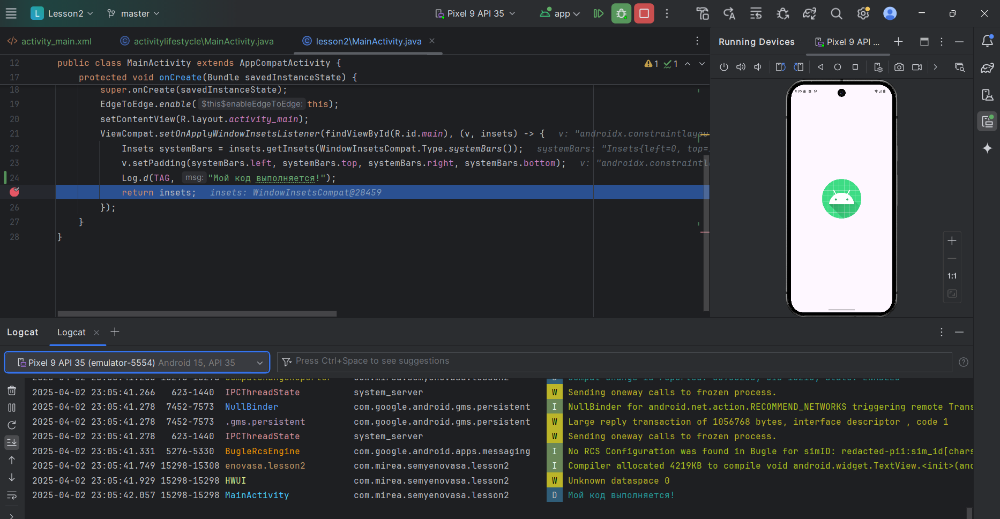 L Lesson2 master Pixel 9 API 35 app
activity_main.xml activitylifestycle\MainActivity.java lesson2\MainActivity.java Running Devices Pixel 9 API ...
12 public class MainActivity extends AppCompatActivity { 1 1
17 protected void onCreate(Bundle savedInstanceState) {
18 super.onCreate(savedInstanceState);
19 EdgeToEdge.enable( $this$enableEdgeToEdge: this);
20 setContentView(R.layout.activity_main);
21 ViewCompat.setOnApplyWindowInsetsListener(findViewById(R.id.main), (v, insets) -> { v: "androidx.constraintlayou
22 Insets systemBars = insets.getInsets(WindowInsetsCompat.Type.systemBars()); systemBars: "Insets{left=0, top=
23 v.setPadding(systemBars.left, systemBars.top, systemBars.right, systemBars.bottom); v: "androidx.constraintl
24 Log.d(TAG, msg: "Мой код выполняется!");
return insets; insets: WindowInsetsCompat@28459
26 });
27 }
28 }
1:1
Logcat Logcat
Pixel 9 API 35 (emulator-5554) Android 15, API 35 Press Ctrl+Space to see suggestions
2025-04-02 23:05:41.266 623-1440 IPCThreadState system_server W Sending oneway calls to frozen process.
2025-04-02 23:05:41.278 7452-7573 NullBinder com.google.android.gms.persistent I NullBinder for android.net.action.RECOMMEND_NETWORKS triggering remote Trans
2025-04-02 23:05:41.278 7452-7573 .gms.persistent com.google.android.gms.persistent W Large reply transaction of 1056768 bytes, interface descriptor , code 1
2025-04-02 23:05:41.278 623-1440 IPCThreadState system_server W Sending oneway calls to frozen process.
2025-04-02 23:05:41.331 5276-5330 BugleRcsEngine com.google.android.apps.messaging I No RCS Configuration was found in Bugle for simID: redacted-pii:sim_id[chars
2025-04-02 23:05:41.749 15298-15308 enovasa.lesson2 com.mirea.semyenovasa.lesson2 I Compiler allocated 4219KB to compile void android.widget.TextView.<init>(and
2025-04-02 23:05:41.929 15298-15298 HWUI com.mirea.semyenovasa.lesson2 W Unknown dataspace 0
2025-04-02 23:05:42.057 15298-15298 MainActivity com.mirea.semyenovasa.lesson2 D Мой код выполняется!